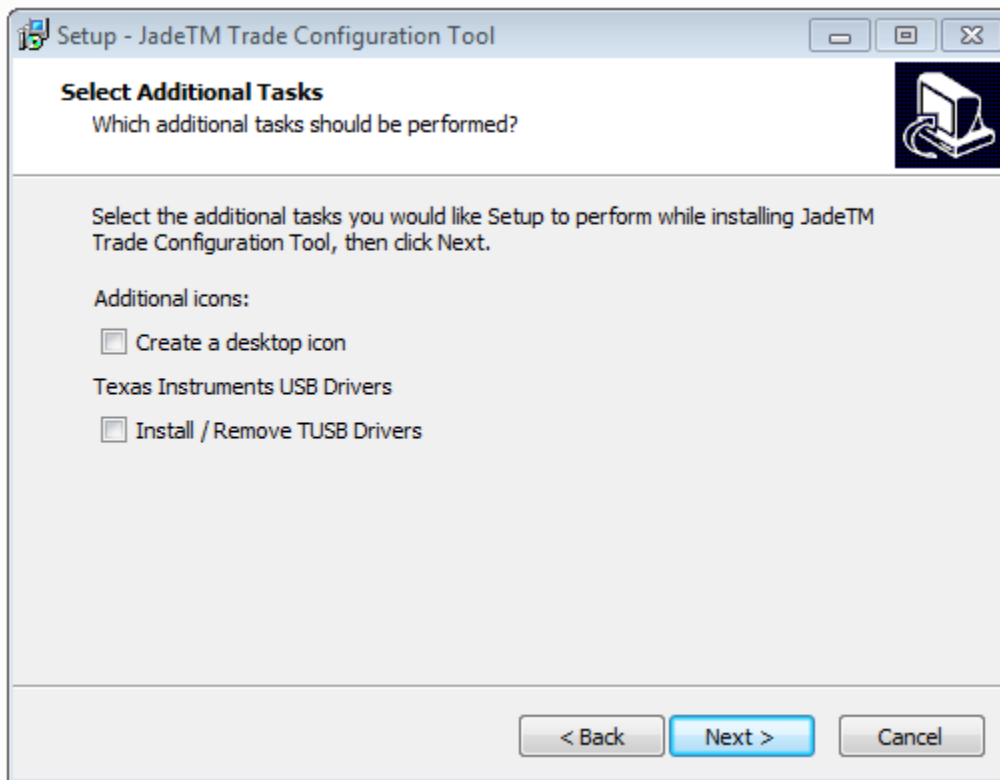 Setup - JadeTM Trade Configuration Tool
Select Additional Tasks
Which additional tasks should be performed?
Select the additional tasks you would like Setup to perform while installing JadeTM
Trade Configuration Tool, then click Next.
Additional icons:
Create a desktop icon
Texas Instruments USB Drivers
Install / Remove TUSB Drivers
< Back Next > Cancel